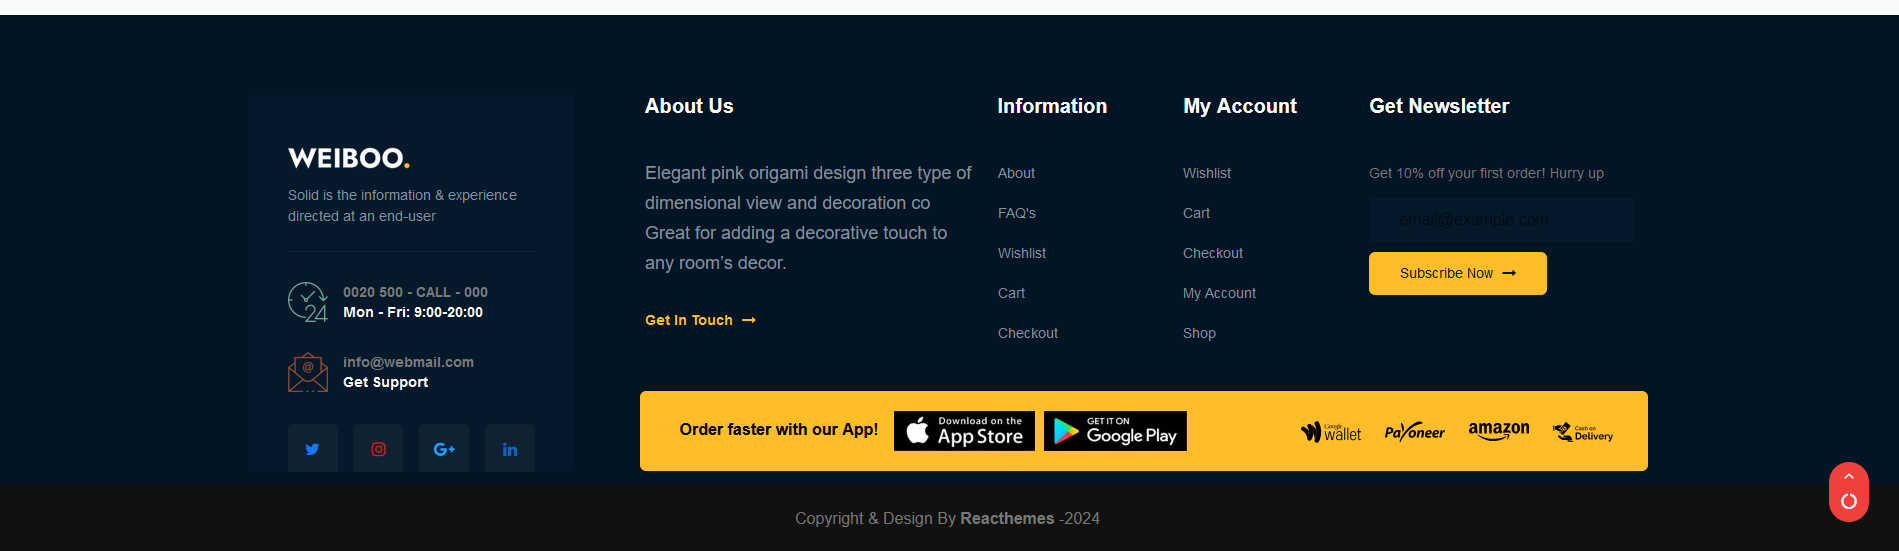 WEIBOO.
Solid is the information & experience
directed at an end-user
24
0020 500 - CALL - 000
Mon - Fri: 9:00-20:00
@
info@webmail.com
Get Support
G+
in
About Us
Elegant pink origami design three type of
dimensional view and decoration co
Great for adding a decorative touch to
any room’s decor.
Get In Touch
Information
About
FAQ's
Wishlist
Cart
Checkout
My Account
Wishlist
Cart
Checkout
My Account
Shop
Get Newsletter
Get 10% off your first order! Hurry up
email@example.com
Subscribe Now
Order faster with our App!
Download on the
App Store
GET IT ON
Google Play
Google
wallet
Payoneer
amazon
Cash on
Delivery
Copyright & Design By Reacthemes -2024